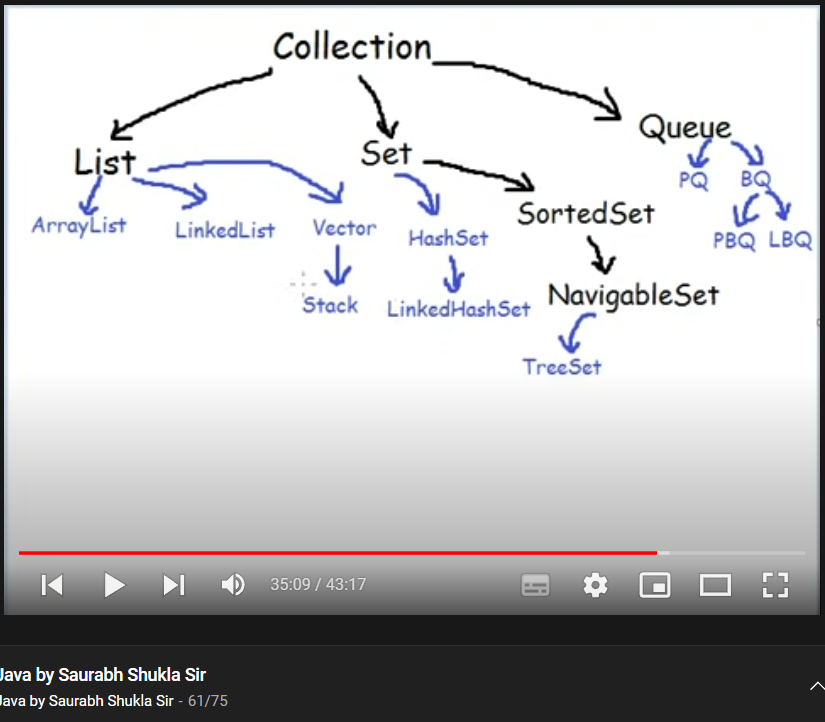 Collection
List
Set
Queue
ArrayList
LinkedList
Vector
Stack
HashSet
LinkedHashSet
SortedSet
NavigableSet
TreeSet
PQ
BQ
PBQ
LBQ
35:09 / 43:17
Java by Saurabh Shukla Sir
Java by Saurabh Shukla Sir - 61/75